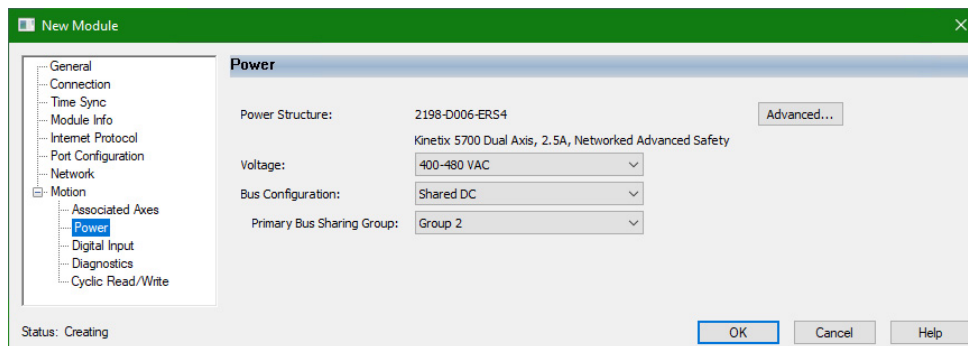 New Module
General
Connection
Time Sync
Module Info
Internet Protocol
Port Configuration
Network
Motion
Associated Axes
Power
Digital Input
Diagnostics
Cyclic Read/Write
Power
Power Structure: 2198-D006-ERS4 Advanced...
Kinetix 5700 Dual Axis, 2.5A, Networked Advanced Safety
Voltage: 400-480 VAC
Bus Configuration: Shared DC
Primary Bus Sharing Group: Group 2
Status: Creating OK Cancel Help